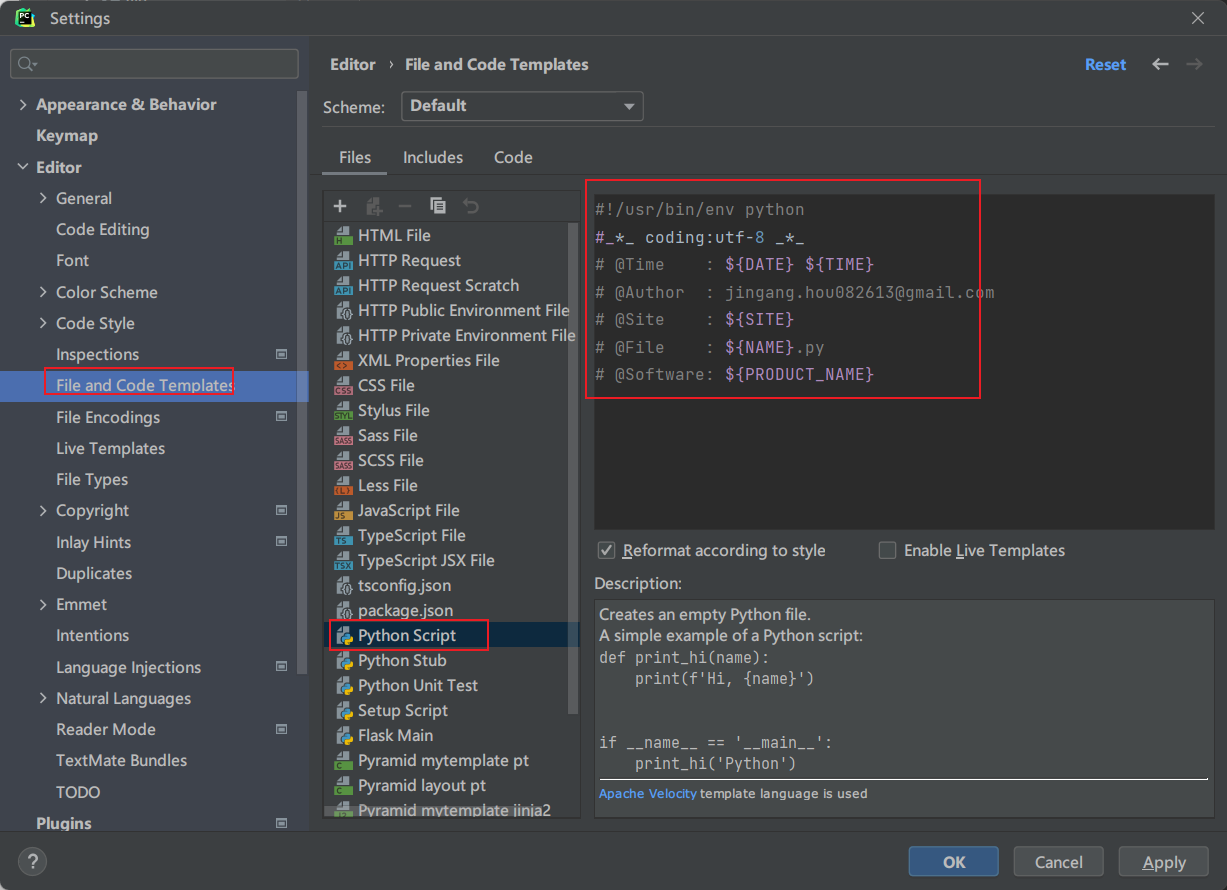 PC
Settings
Appearance & Behavior
Keymap
Editor
General
Code Editing
Font
Color Scheme
Code Style
Inspections
File and Code Templates
File Encodings
Live Templates
File Types
Copyright
Inlay Hints
Duplicates
Emmet
Intentions
Language Injections
Natural Languages
Reader Mode
TextMate Bundles
TODO
Plugins
Editor › File and Code Templates
Reset
Scheme: Default
Files Includes Code
HTML File
HTTP Request
HTTP Request Scratch
HTTP Public Environment File
HTTP Private Environment File
XML Properties File
CSS File
Stylus File
Sass File
SCSS File
Less File
JavaScript File
TypeScript File
TypeScript JSX File
tsconfig.json
package.json
Python Script
Python Stub
Python Unit Test
Setup Script
Flask Main
Pyramid mytemplate pt
Pyramid layout pt
Pyramid mytemplate jinja2
#!/usr/bin/env python
#_*_ coding:utf-8 _*_
# @Time    : ${DATE} ${TIME}
# @Author  : jingang.hou082613@gmail.com
# @Site    : ${SITE}
# @File    : ${NAME}.py
# @Software: ${PRODUCT_NAME}
Reformat according to style
Enable Live Templates
Description:
Creates an empty Python file.
A simple example of a Python script:
def print_hi(name):
    print(f'Hi, {name}')
if __name__ == '__main__':
    print_hi('Python')
Apache Velocity template language is used
?
OK Cancel Apply